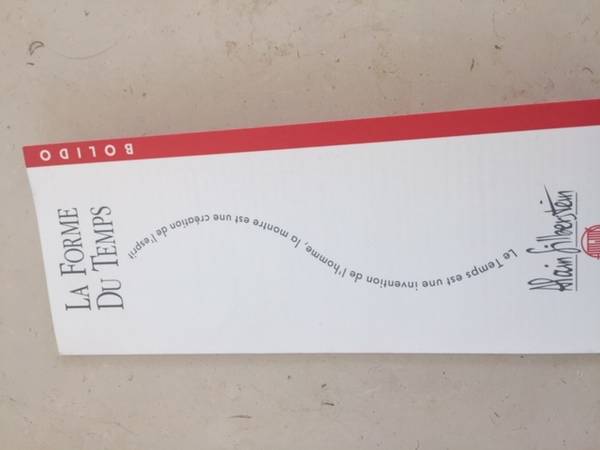 BOLIDO
LA FORME
DU TEMPS
Le Temps est une invention de l'homme, la montre est une création de l'esprit
Alain Silberstein